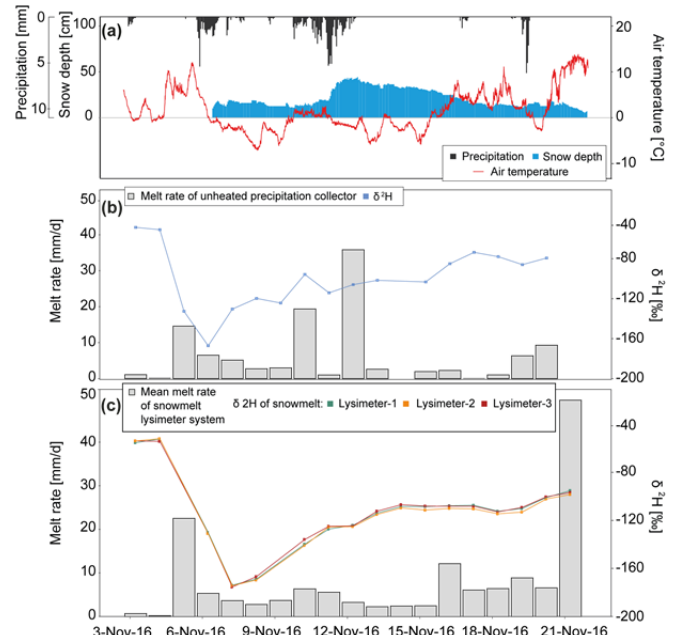 Precipitation [mm]
0
5
10
Snow depth [cm]
100
50
0
(a)
20
10
0
-10
Air temperature [°C]
Precipitation
Snow depth
Air temperature
(b)
Melt rate of unheated precipitation collector
δ²H
Melt rate [mm/d]
50
40
30
20
10
0
-40
-80
-120
-160
-200
δ ²H [‰]
(c)
Mean melt rate
of snowmelt
lysimeter system
δ 2H of snowmelt:
Lysimeter-1
Lysimeter-2
Lysimeter-3
Melt rate [mm/d]
50
40
30
20
10
0
-40
-80
-120
-160
-200
δ ²H [‰]
3-Nov-16 6-Nov-16 9-Nov-16 12-Nov-16 15-Nov-16 18-Nov-16 21-Nov-16